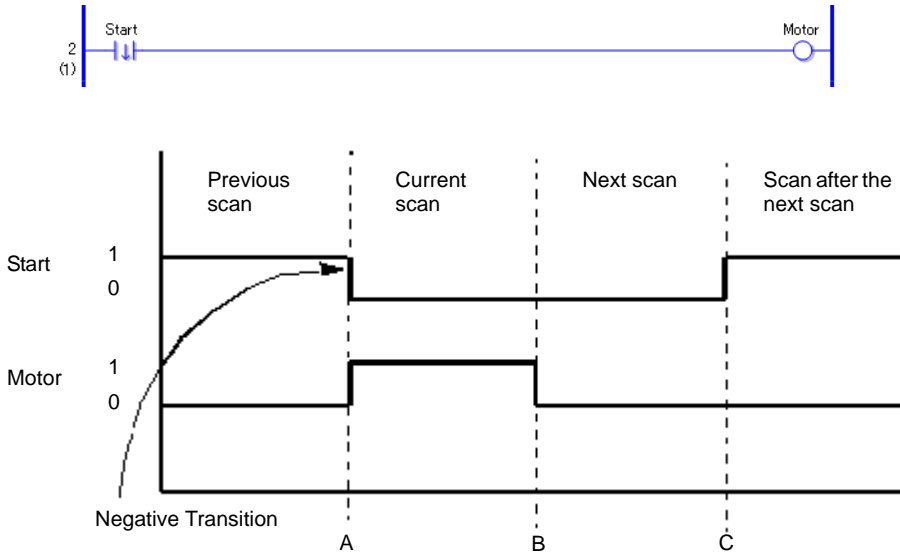 Start
Motor
2
(1)
Previous scan
Current scan
Next scan
Scan after the next scan
Start
1
0
Motor
1
0
Negative Transition
A
B
C